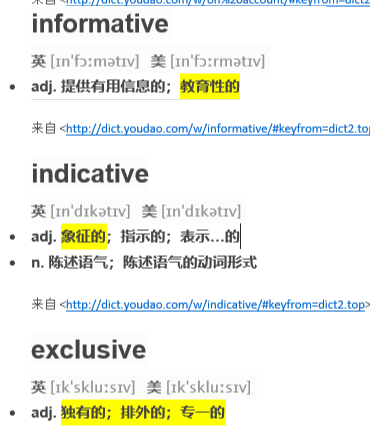 来自 <http://dict.youdao.com/w/on%20account/#keyfrom=dict2
informative
英 [ɪnˈfɔːmətɪv] 美 [ɪnˈfɔːrmətɪv]
• adj. 提供有用信息的；教育性的
来自 <http://dict.youdao.com/w/informative/#keyfrom=dict2.top
indicative
英 [ɪnˈdɪkətɪv] 美 [ɪnˈdɪkətɪv]
• adj. 象征的；指示的；表示…的
• n. 陈述语气；陈述语气的动词形式
来自 <http://dict.youdao.com/w/indicative/#keyfrom=dict2.top>
exclusive
英 [ɪkˈskluːsɪv] 美 [ɪkˈskluːsɪv]
• adj. 独有的；排外的；专一的